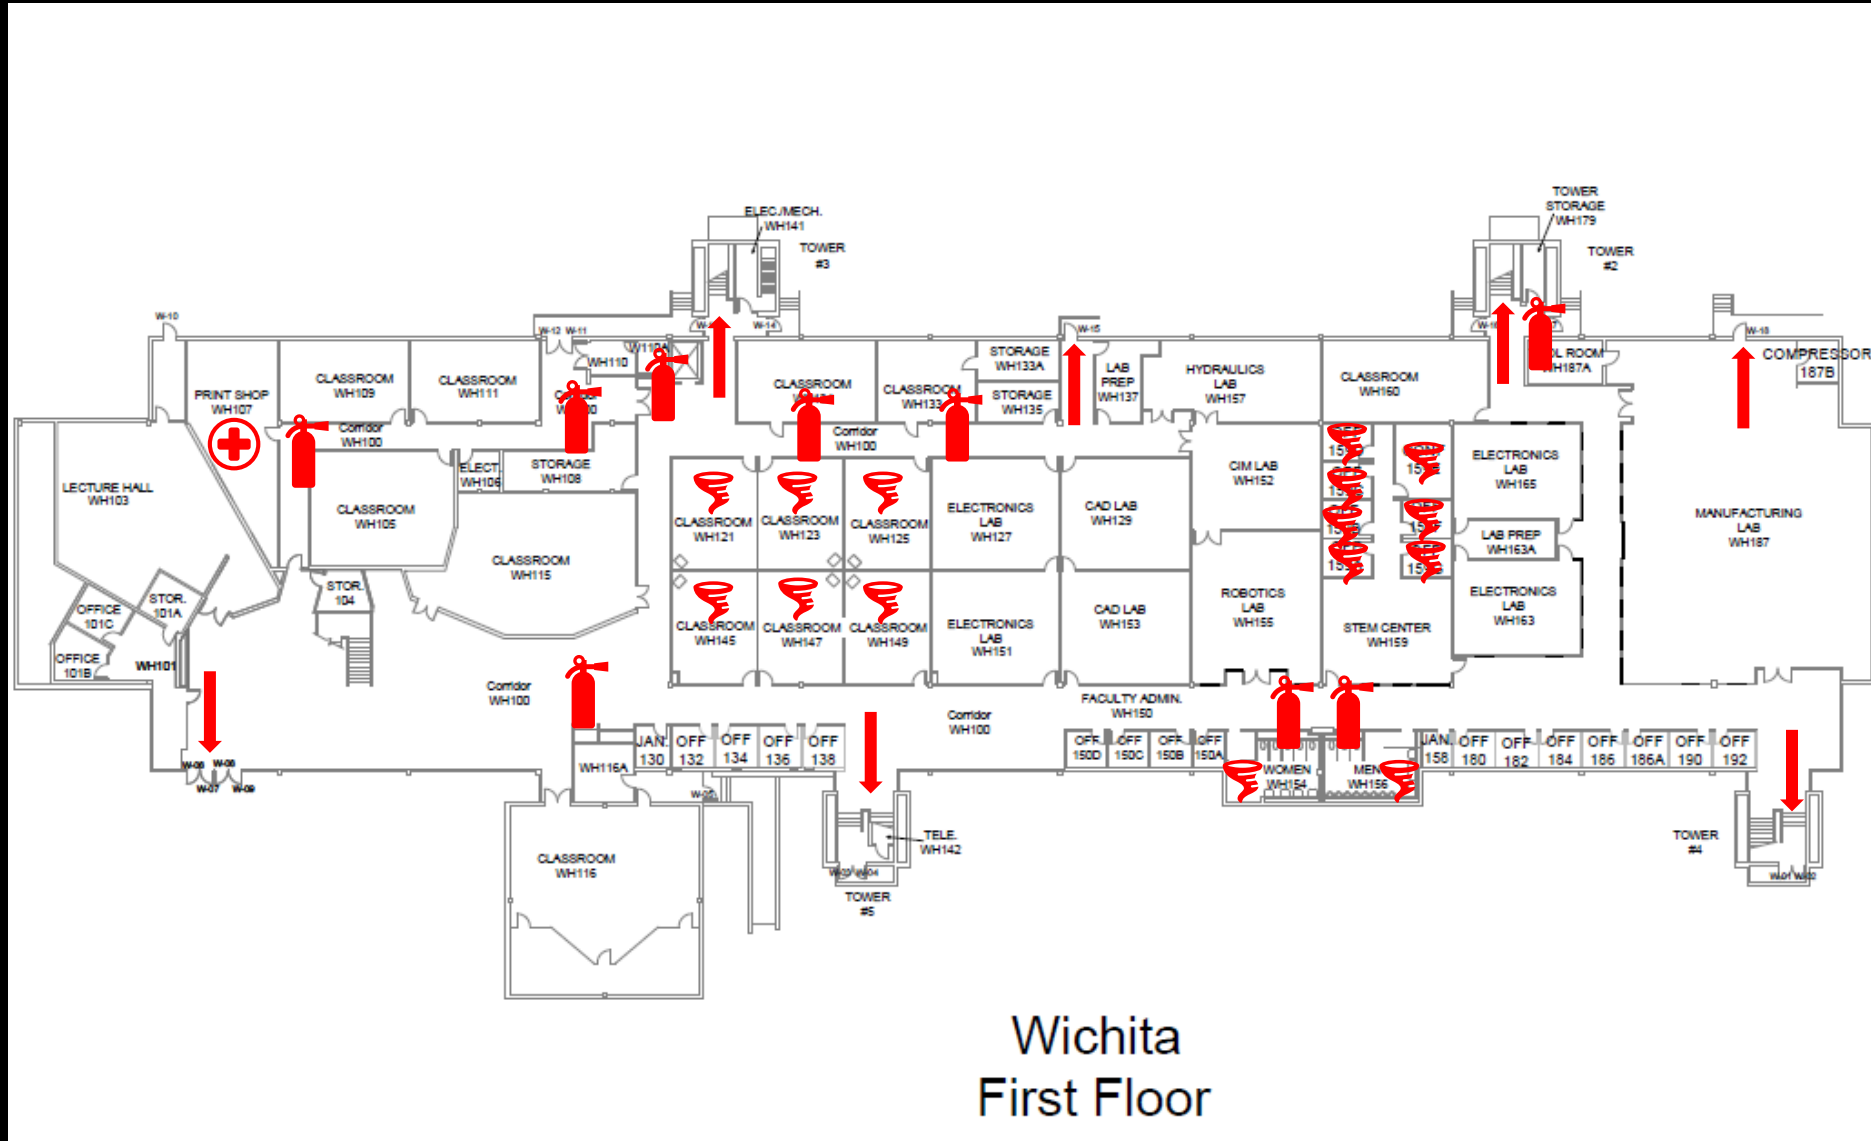 TOWER
STORAGE
WH179
ELEC./MECH.
WH141
TOWER
#3
TOWER
#2
W-10
W-12 W-11
W-14
W-15
W-18
WH110
STORAGE
WH133A
LAB
PREP
WH137
HYDRAULICS
LAB
WH157
CLASSROOM
WH160
WH187A
COMPRESSOR
187B
PRINT SHOP
WH107
CLASSROOM
WH109
CLASSROOM
WH111
CLASSROOM
CLASSROOM
WH133
STORAGE
WH135
Corridor
WH100
Corridor
WH100
LECTURE HALL
WH103
ELECT.
WH106
STORAGE
WH108
CLASSROOM
WH105
CLASSROOM
WH115
CLASSROOM
WH121
CLASSROOM
WH123
CLASSROOM
WH125
ELECTRONICS
LAB
WH127
CAD LAB
WH129
CIM LAB
WH152
ELECTRONICS
LAB
WH165
LAB PREP
WH163A
MANUFACTURING
LAB
WH187
STOR.
101A
OFFICE
101C
OFFICE
101B
WH101
STOR.
104
CLASSROOM
WH145
CLASSROOM
WH147
CLASSROOM
WH149
ELECTRONICS
LAB
WH151
CAD LAB
WH153
ROBOTICS
LAB
WH155
STEM CENTER
WH159
ELECTRONICS
LAB
WH163
Corridor
WH100
Corridor
WH100
FACULTY ADMIN.
WH150
JAN.
130
OFF
132
OFF
134
OFF
136
OFF
138
OFF
150D
OFF
150C
OFF
150B
OFF
150A
WOMEN
WH154
MEN
WH156
JAN.
158
OFF
180
OFF
182
OFF
184
OFF
186
OFF
186A
OFF
190
OFF
192
W-06 W-08
W-07 W-09
WH116A
W-05
CLASSROOM
WH116
TELE.
WH142
W-03 W-04
TOWER
#5
TOWER
#4
W-01 W-02
Wichita
First Floor